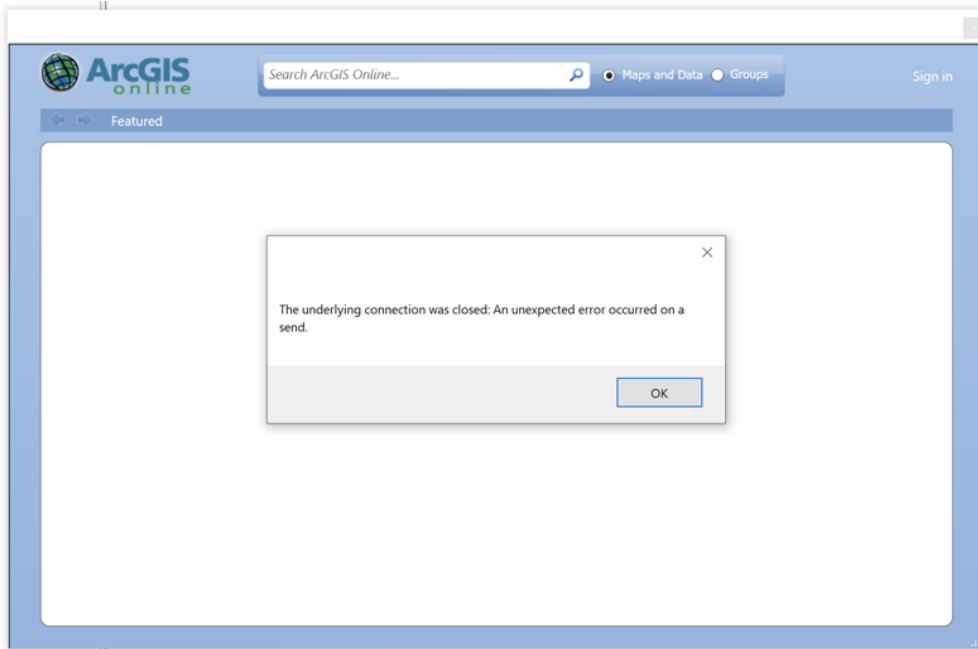 ArcGIS
online
Search ArcGIS Online...
Maps and Data
Groups
Sign in
Featured
The underlying connection was closed: An unexpected error occurred on a
send.
OK